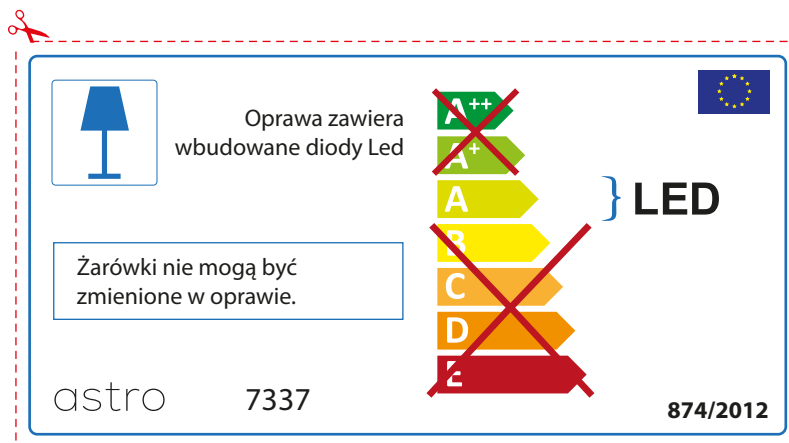 Oprawa zawiera
wbudowane diody Led
A++
A+
A
B
C
D
E
LED
Żarówki nie mogą być
zmienione w oprawie.
astro
7337
874/2012